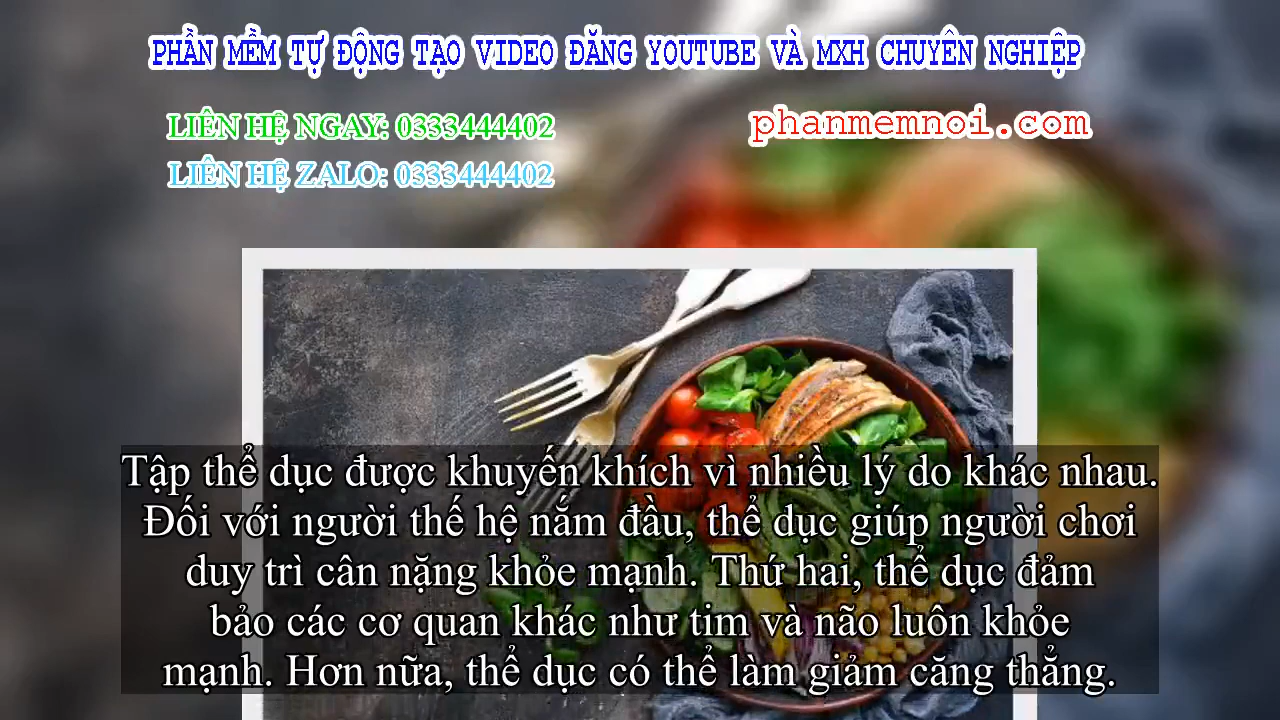 PHẦN MỀM TỰ ĐỘNG TẠO VIDEO ĐĂNG YOUTUBE VÀ MXH CHUYÊN NGHIỆP
LIÊN HỆ NGAY: 0333444402
phanmemnoi.com
LIÊN HỆ ZALO: 0333444402
Tập thể dục được khuyến khích vì nhiều lý do khác nhau.
Đối với người thế hệ nắm đầu, thể dục giúp người chơi
duy trì cân nặng khỏe mạnh. Thứ hai, thể dục đảm
bảo các cơ quan khác như tim và não luôn khỏe
mạnh. Hơn nữa, thể dục có thể làm giảm căng thẳng.